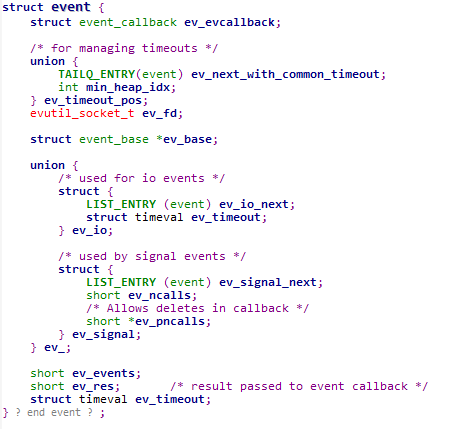 struct event {
    struct event_callback ev_evcallback;

    /* for managing timeouts */
    union {
        TAILQ_ENTRY(event) ev_next_with_common_timeout;
        int min_heap_idx;
    } ev_timeout_pos;
    evutil_socket_t ev_fd;

    struct event_base *ev_base;

    union {
        /* used for io events */
        struct {
            LIST_ENTRY (event) ev_io_next;
            struct timeval ev_timeout;
        } ev_io;

        /* used by signal events */
        struct {
            LIST_ENTRY (event) ev_signal_next;
            short ev_ncalls;
            /* Allows deletes in callback */
            short *ev_pncalls;
        } ev_signal;
    } ev_;

    short ev_events;
    short ev_res;       /* result passed to event callback */
    struct timeval ev_timeout;
} ? end event ? ;